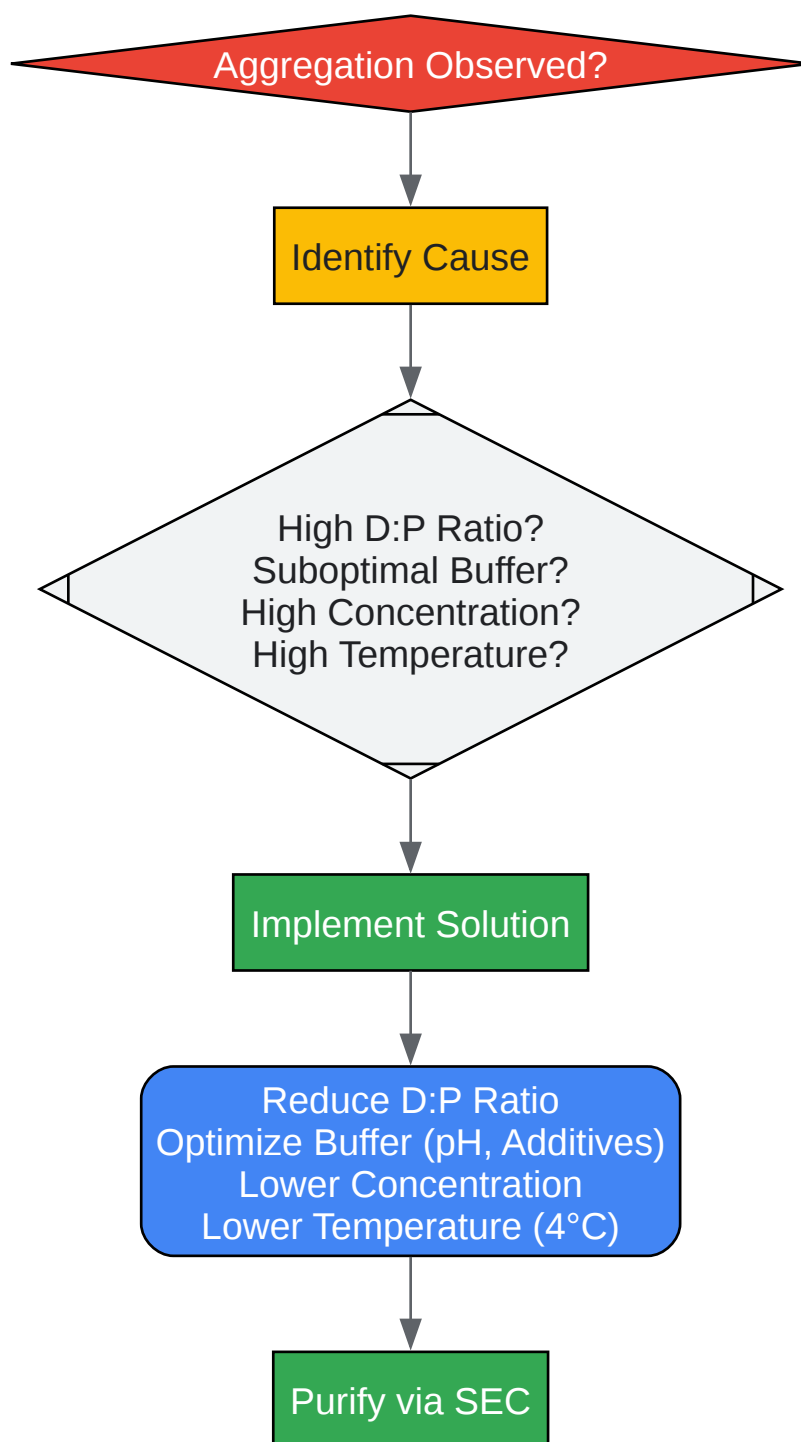 Aggregation Observed?
Identify Cause
High D:P Ratio?
Suboptimal Buffer?
High Concentration?
High Temperature?
Implement Solution
Reduce D:P Ratio
Optimize Buffer (pH, Additives)
Lower Concentration
Lower Temperature (4°C)
Purify via SEC